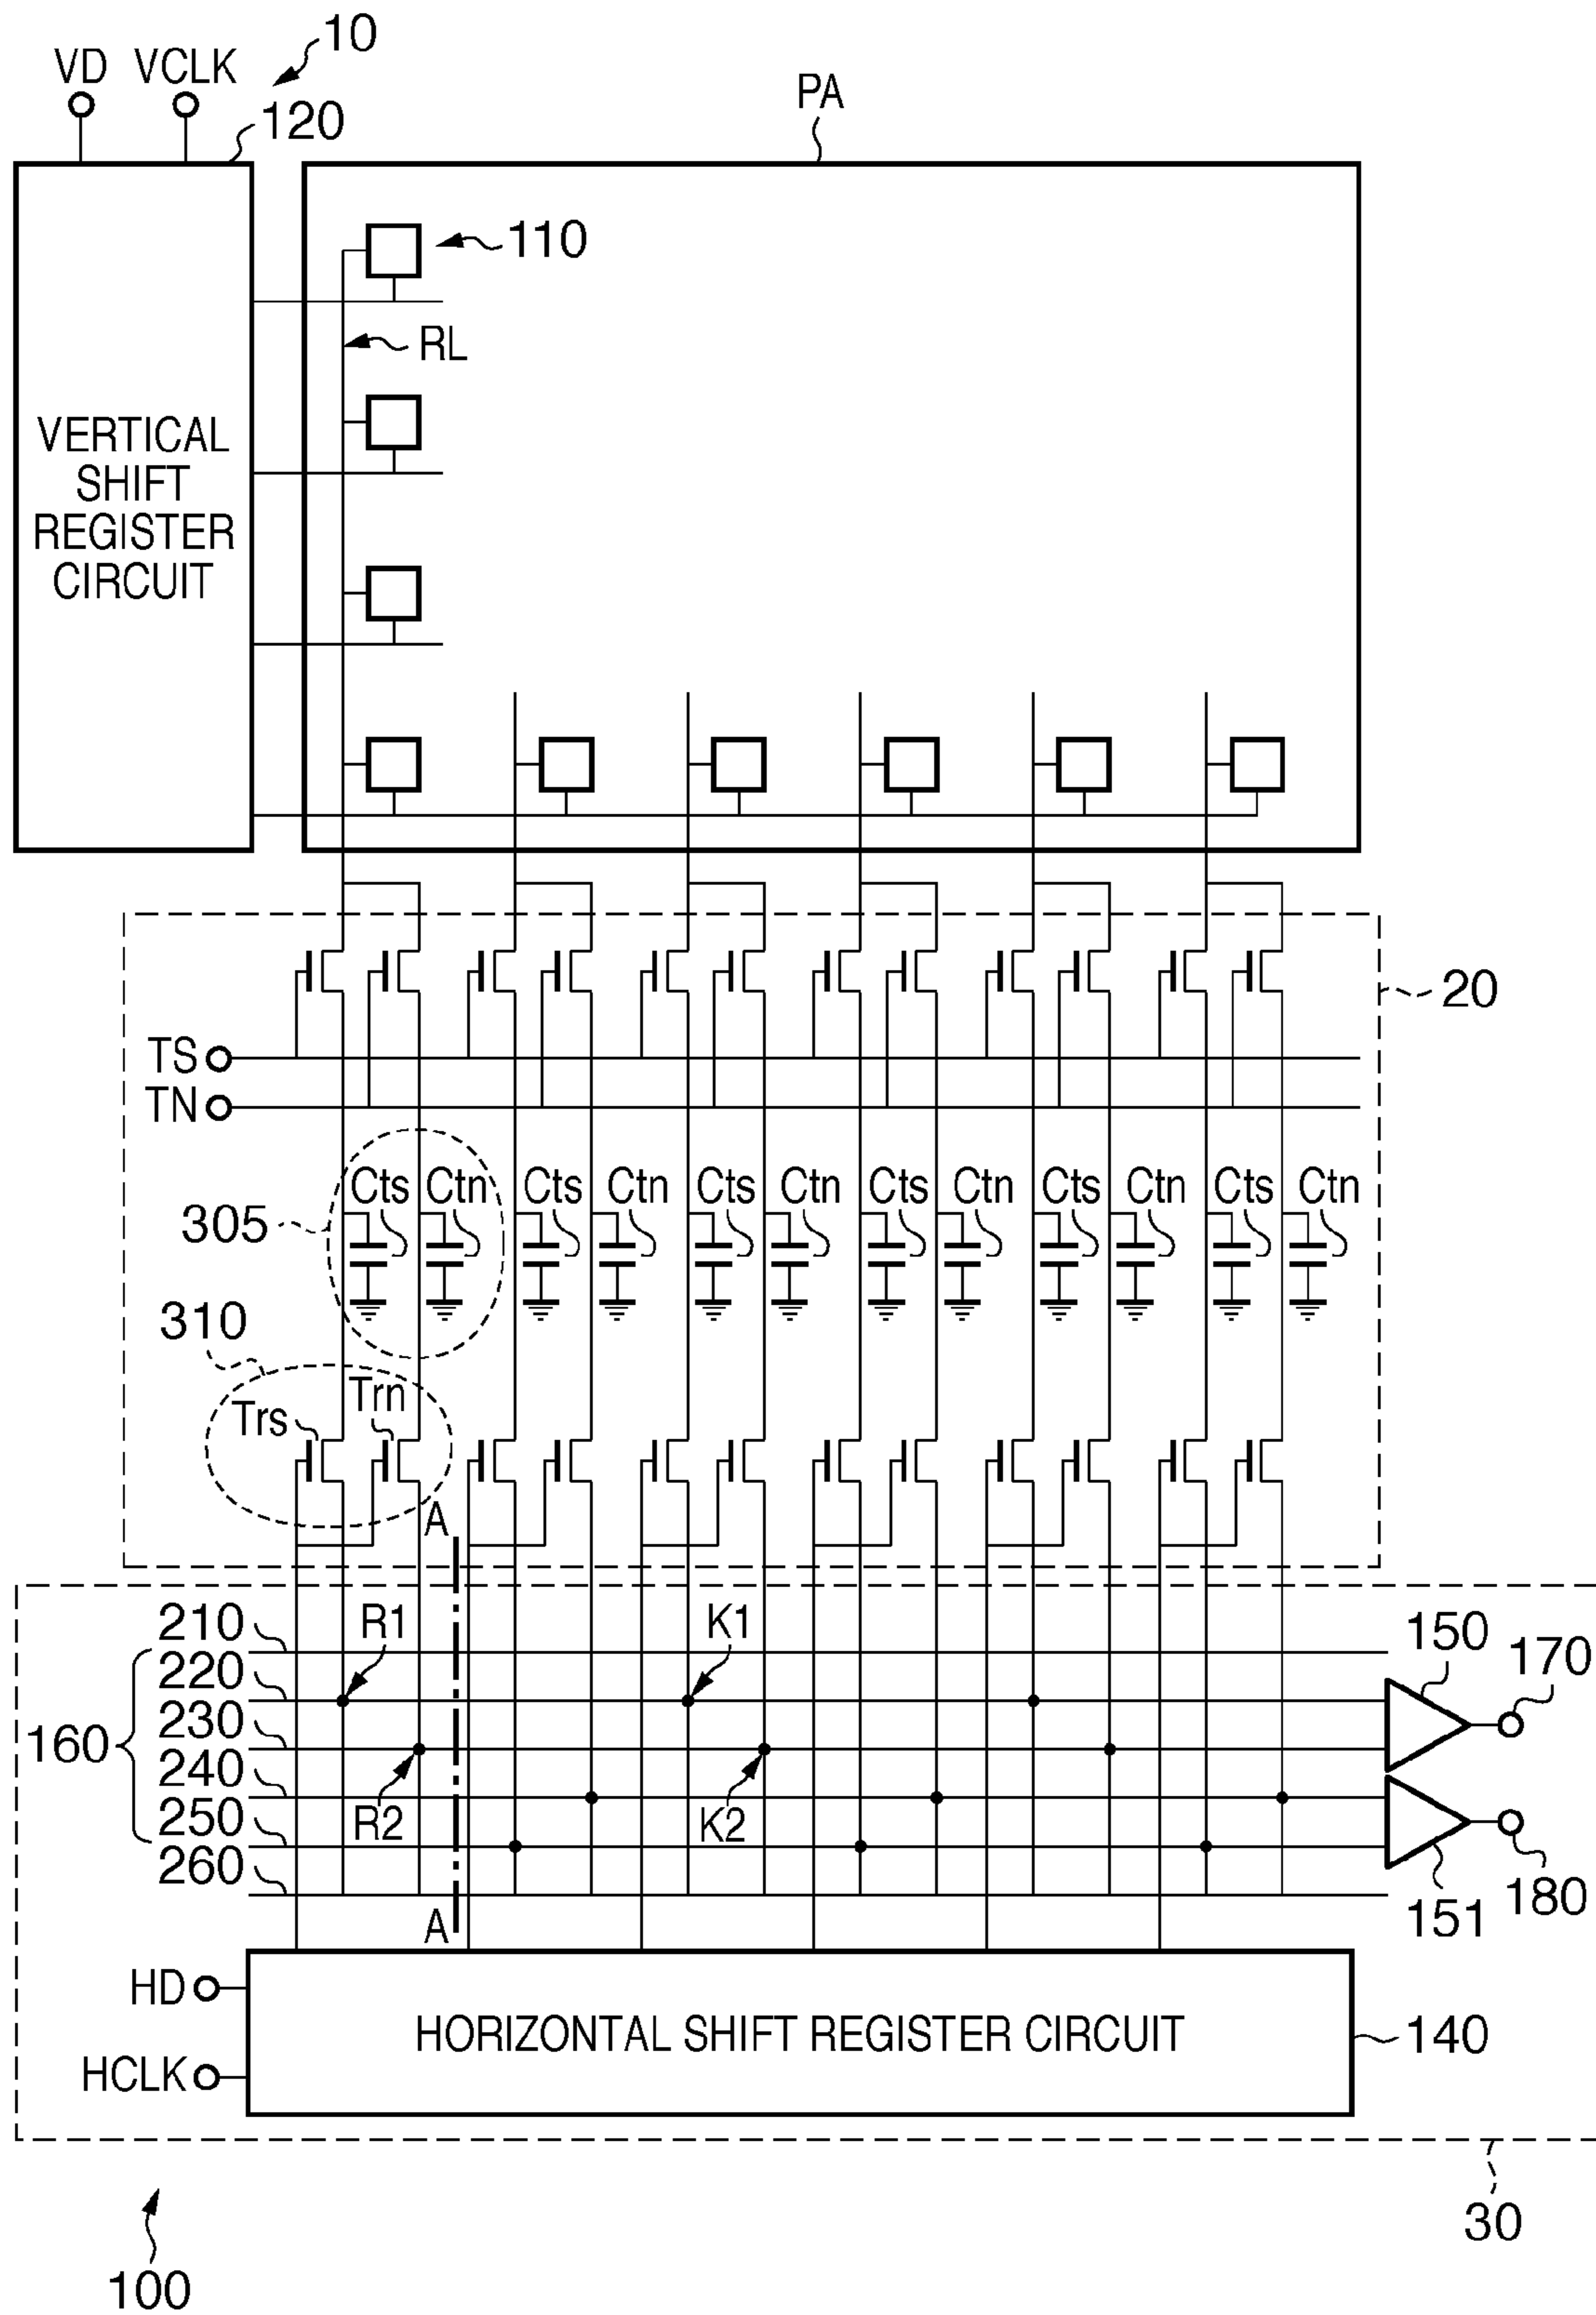 10
VD VCLK
120
PA
110
RL
VERTICAL
SHIFT
REGISTER
CIRCUIT
20
TS
TN
Cts Ctn Cts Ctn Cts Ctn Cts Ctn Cts Ctn Cts Ctn
305
310
Trs Trn
A
210 R1 K1 150 170
220
230
160
240
250 R2 K2
260
A 151 180
HD
HORIZONTAL SHIFT REGISTER CIRCUIT 140
HCLK
30
100